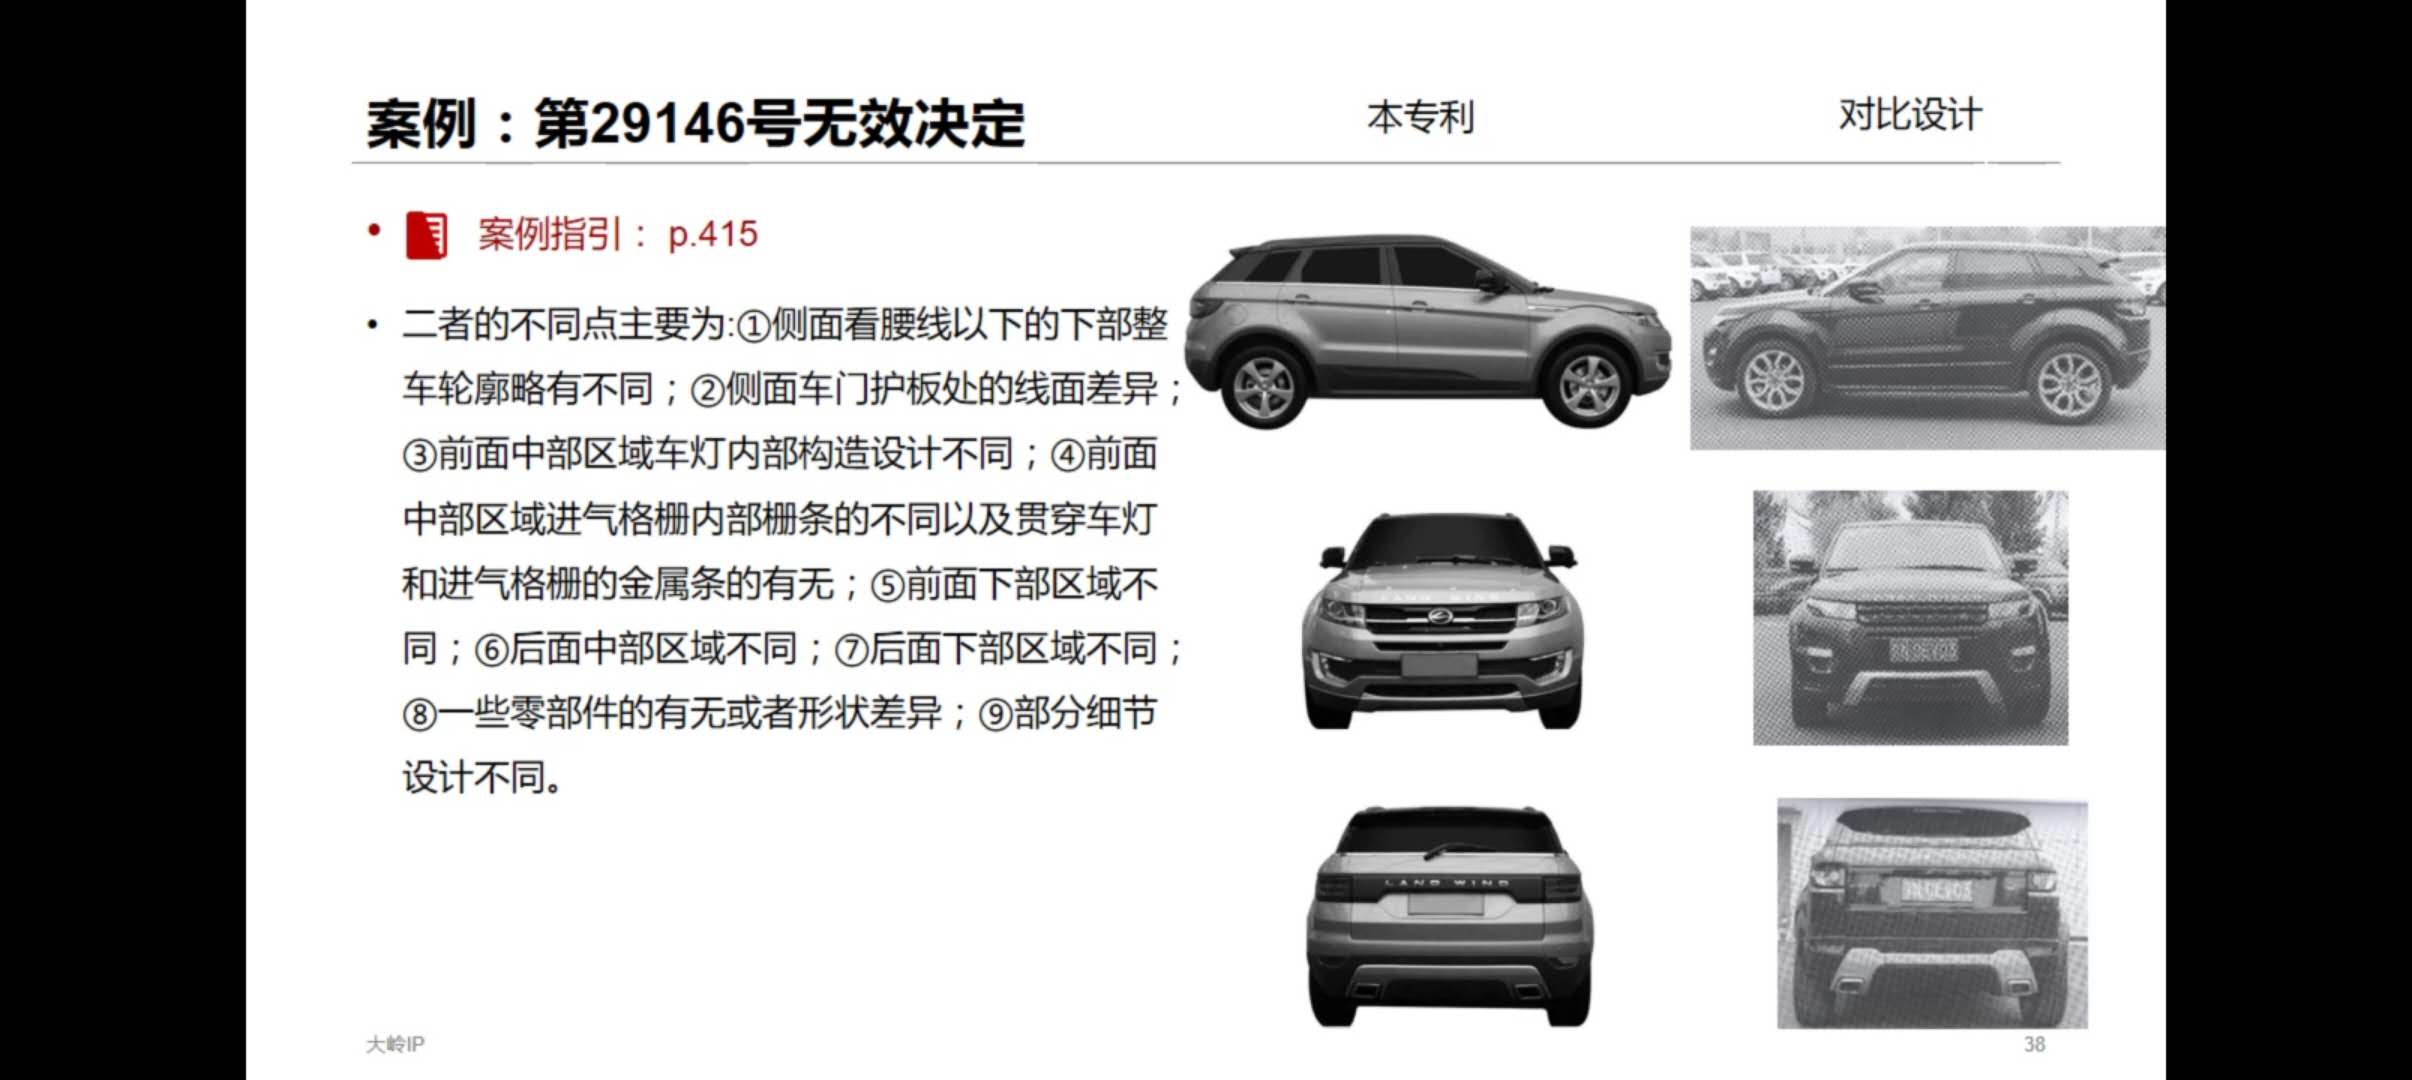 案例：第29146号无效决定
本专利
对比设计
• 案例指引： p.415
• 二者的不同点主要为:①侧面看腰线以下的下部整
车轮廓略有不同；②侧面车门护板处的线面差异；
③前面中部区域车灯内部构造设计不同；④前面
中部区域进气格栅内部栅条的不同以及贯穿车灯
和进气格栅的金属条的有无；⑤前面下部区域不
同；⑥后面中部区域不同；⑦后面下部区域不同；
⑧一些零部件的有无或者形状差异；⑨部分细节
设计不同。
LAND WIND
大岭IP
38